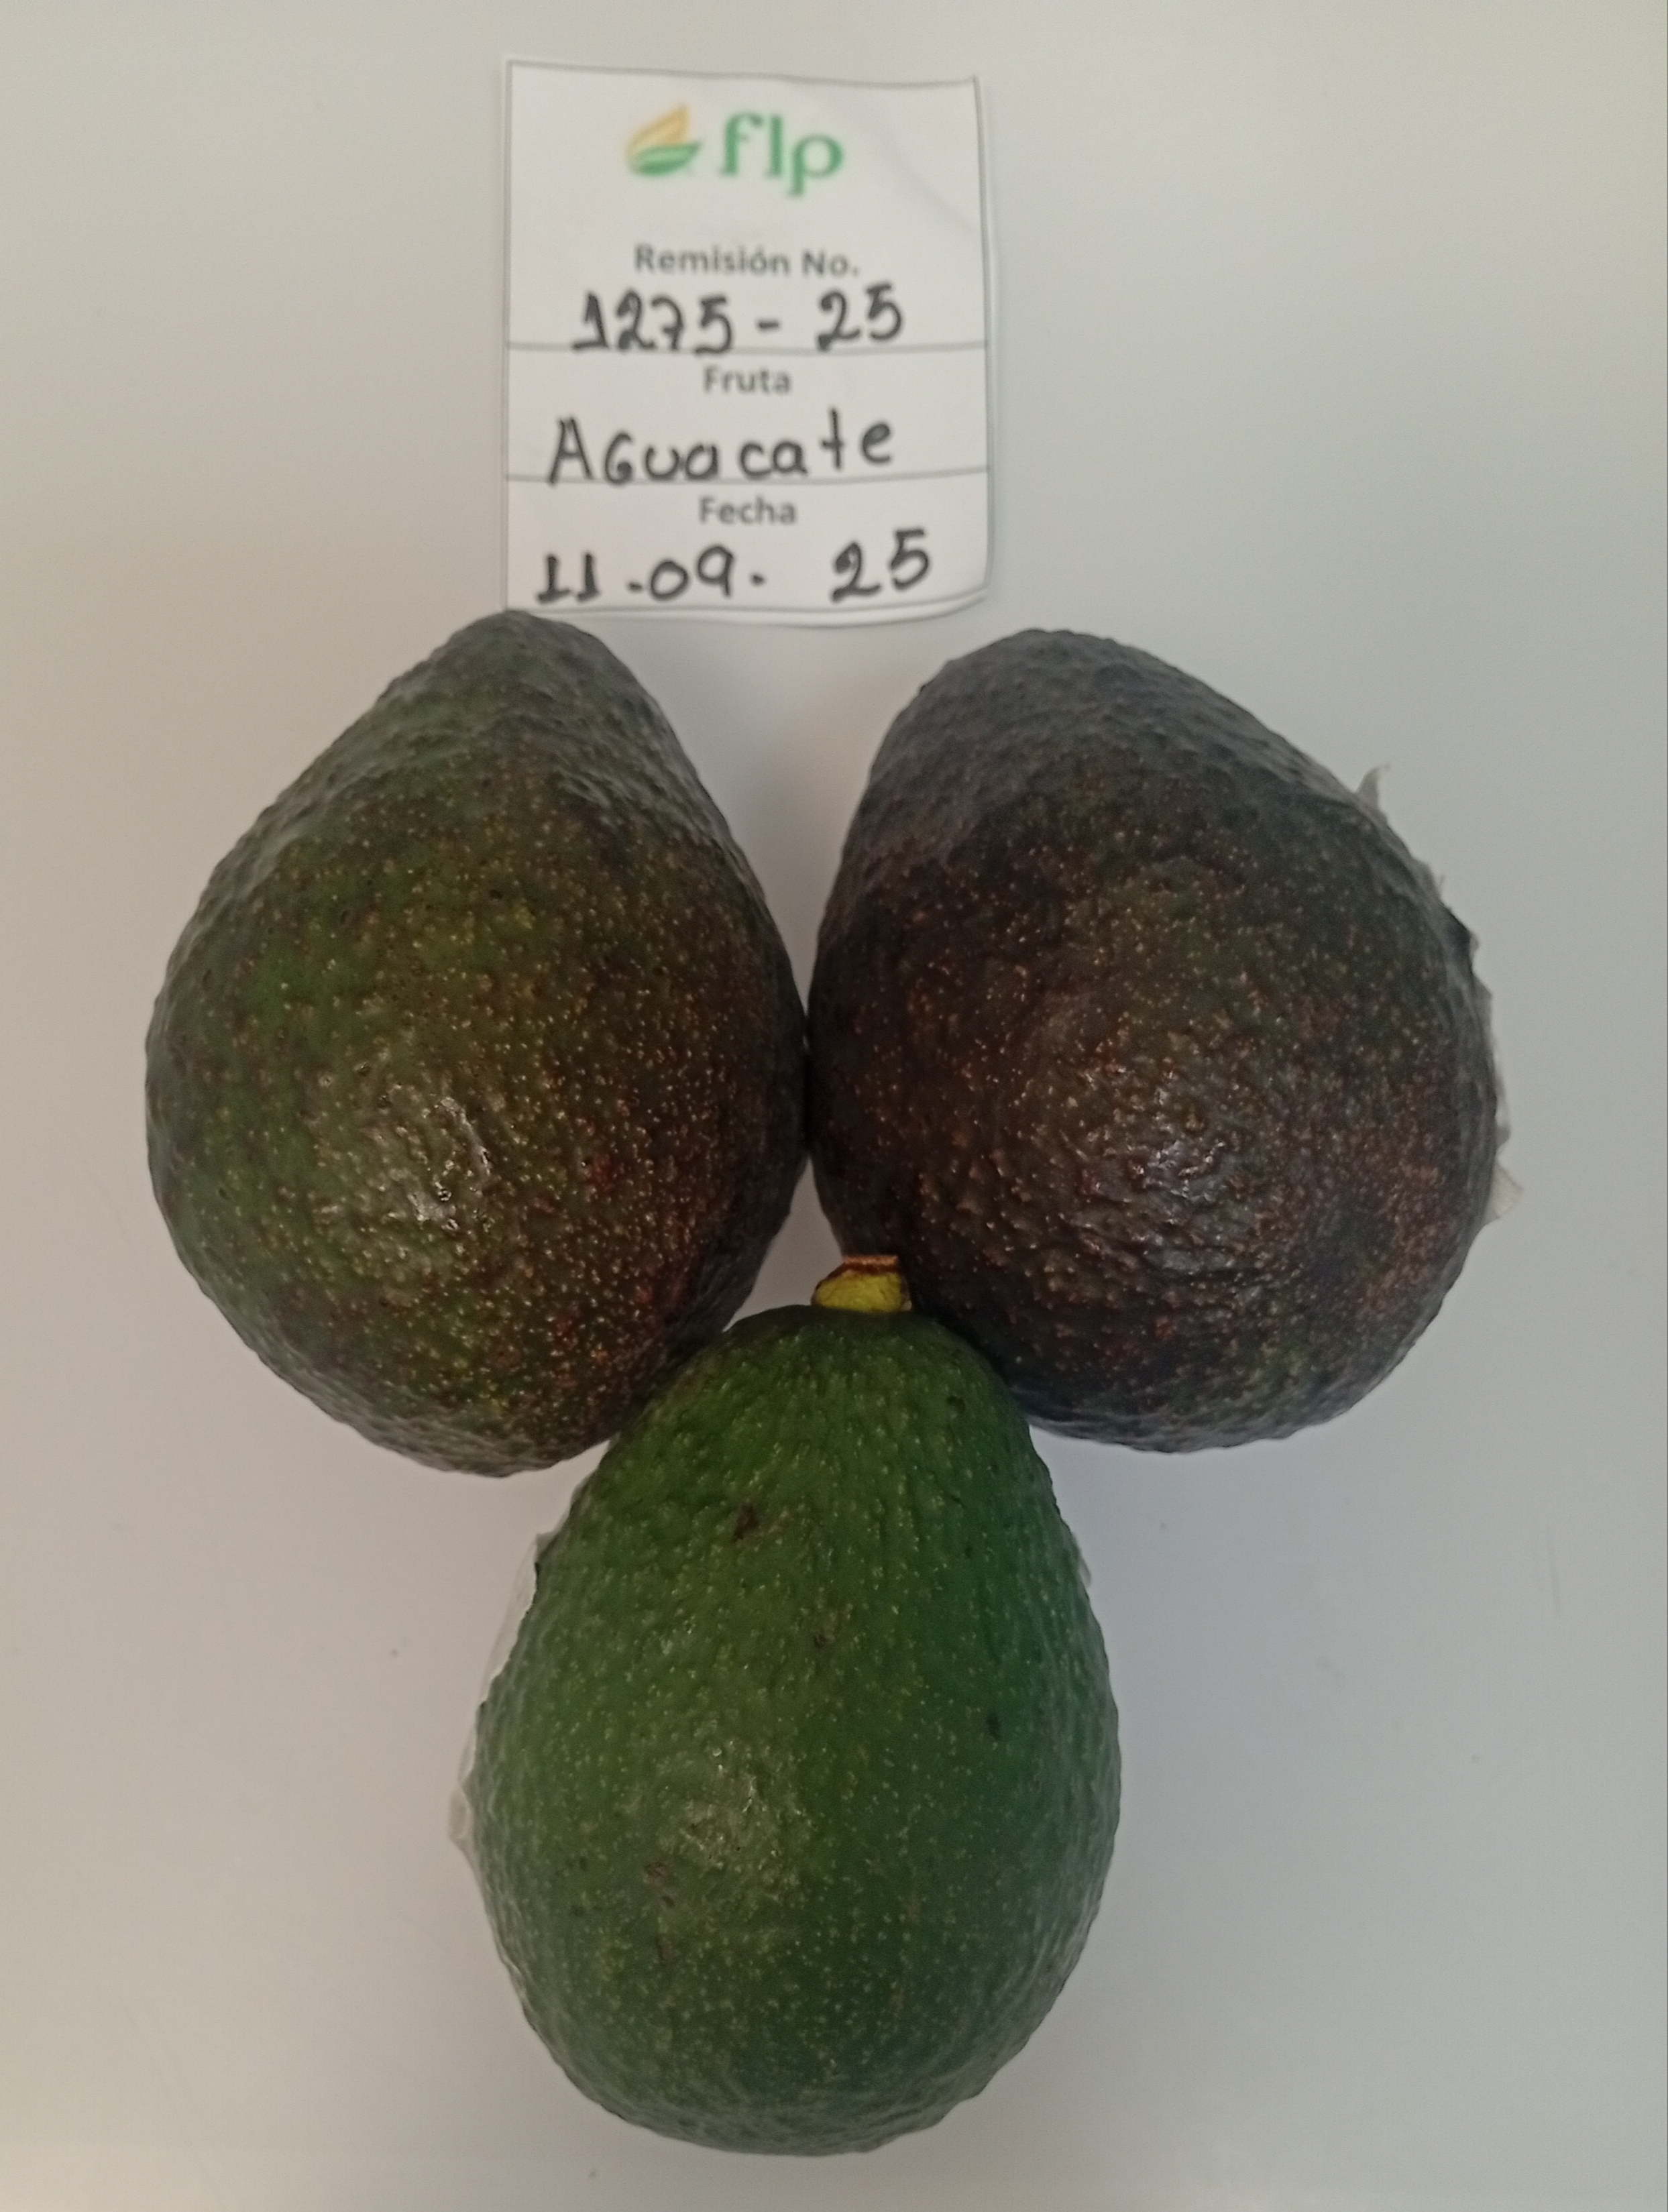 flp
Remisión No.
1275 - 25
Fruta
Aguacate
Fecha
11-09- 25